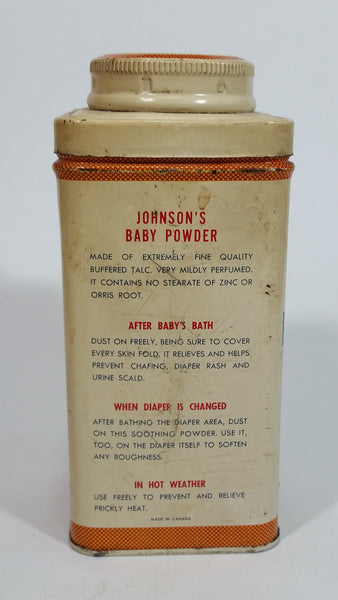 JOHNSON'S
BABY POWDER
MADE OF EXTREMELY FINE QUALITY
BUFFERED TALC. VERY MILDLY PERFUMED.
IT CONTAINS NO STEARATE OF ZINC OR
ORRIS ROOT.
AFTER BABY'S BATH
DUST ON FREELY, BEING SURE TO COVER
EVERY SKIN FOLD, IT RELIEVES AND HELPS
PREVENT CHAFING, DIAPER RASH AND
URINE SCALD.
WHEN DIAPER IS CHANGED
AFTER BATHING THE DIAPER AREA, DUST
ON THIS SOOTHING POWDER. USE IT,
TOO, ON THE DIAPER ITSELF TO SOFTEN
ANY ROUGHNESS.
IN HOT WEATHER
USE FREELY TO PREVENT AND RELIEVE
PRICKLY HEAT.
MADE IN CANADA